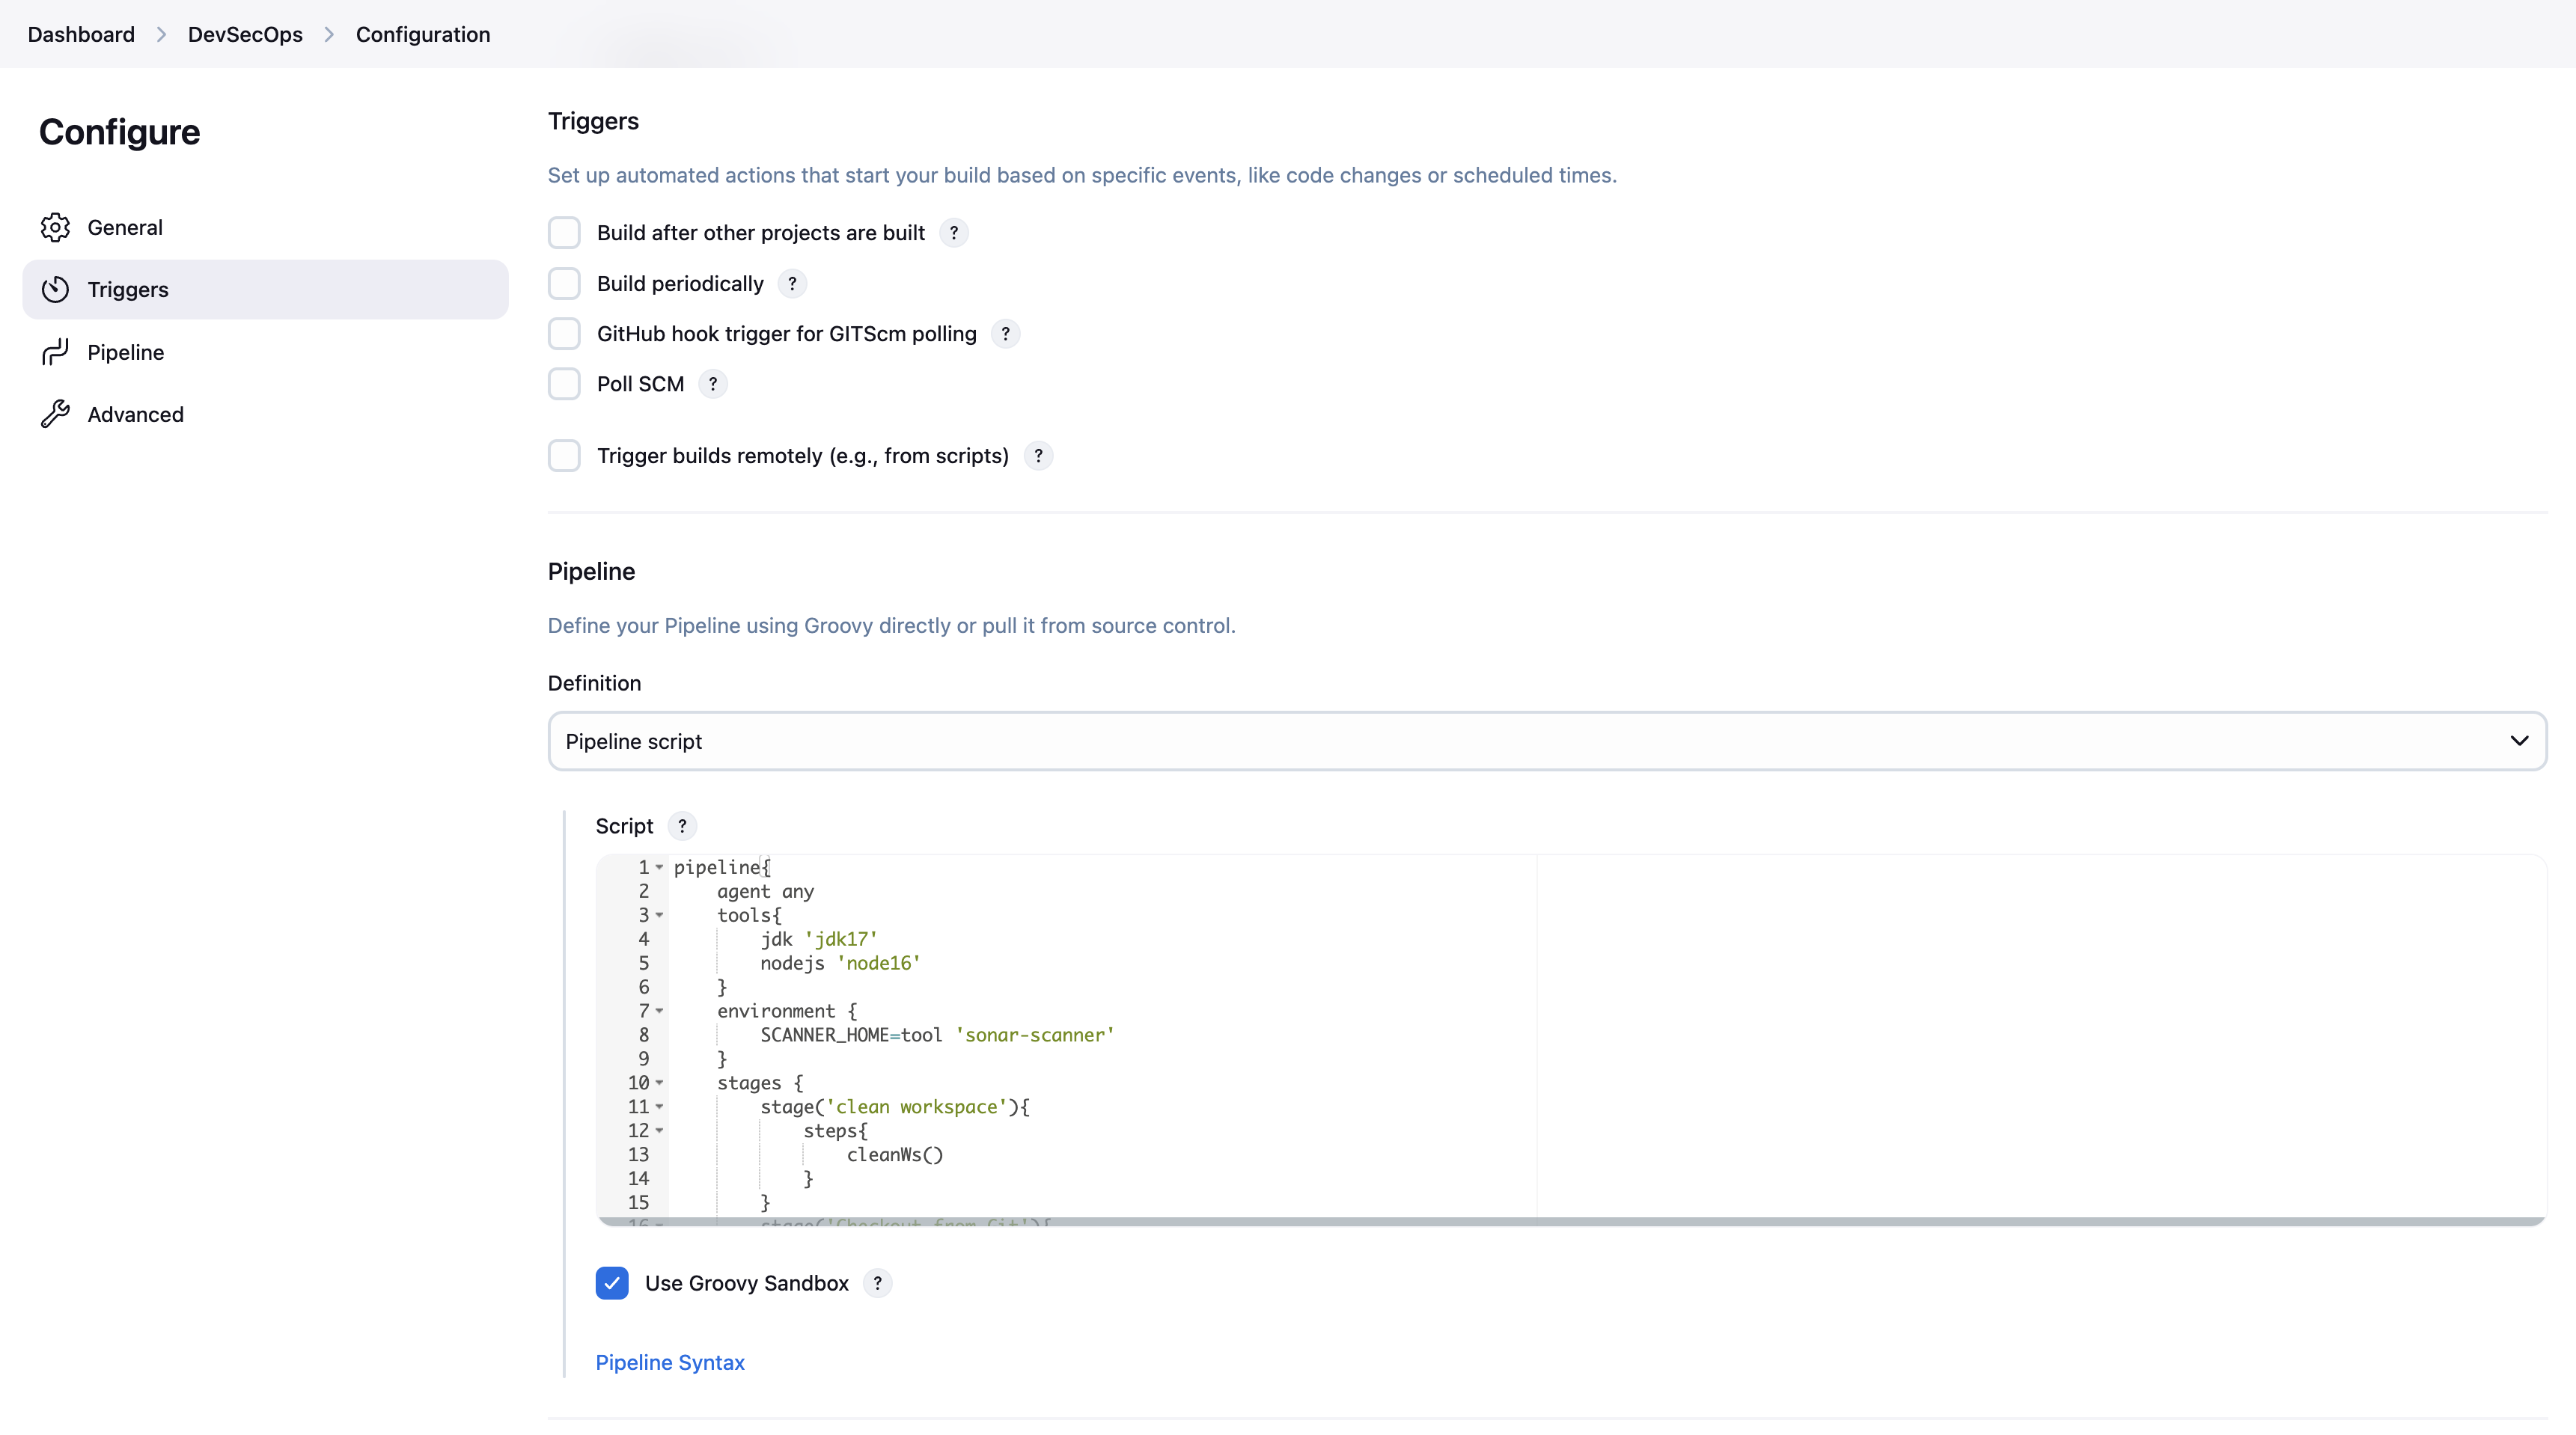 Dashboard > DevSecOps > Configuration
Configure
General
Triggers
Pipeline
Advanced
Triggers
Set up automated actions that start your build based on specific events, like code changes or scheduled times.
Build after other projects are built ?
Build periodically ?
GitHub hook trigger for GITScm polling ?
Poll SCM ?
Trigger builds remotely (e.g., from scripts) ?
Pipeline
Define your Pipeline using Groovy directly or pull it from source control.
Definition
Pipeline script
Script ?
1 pipeline{
2     agent any
3     tools{
4         jdk 'jdk17'
5         nodejs 'node16'
6     }
7     environment {
8         SCANNER_HOME=tool 'sonar-scanner'
9     }
10     stages {
11         stage('clean workspace'){
12             steps{
13                 cleanWs()
14             }
15         }
16         stage('Checkout from Git'){
Use Groovy Sandbox ?
Pipeline Syntax